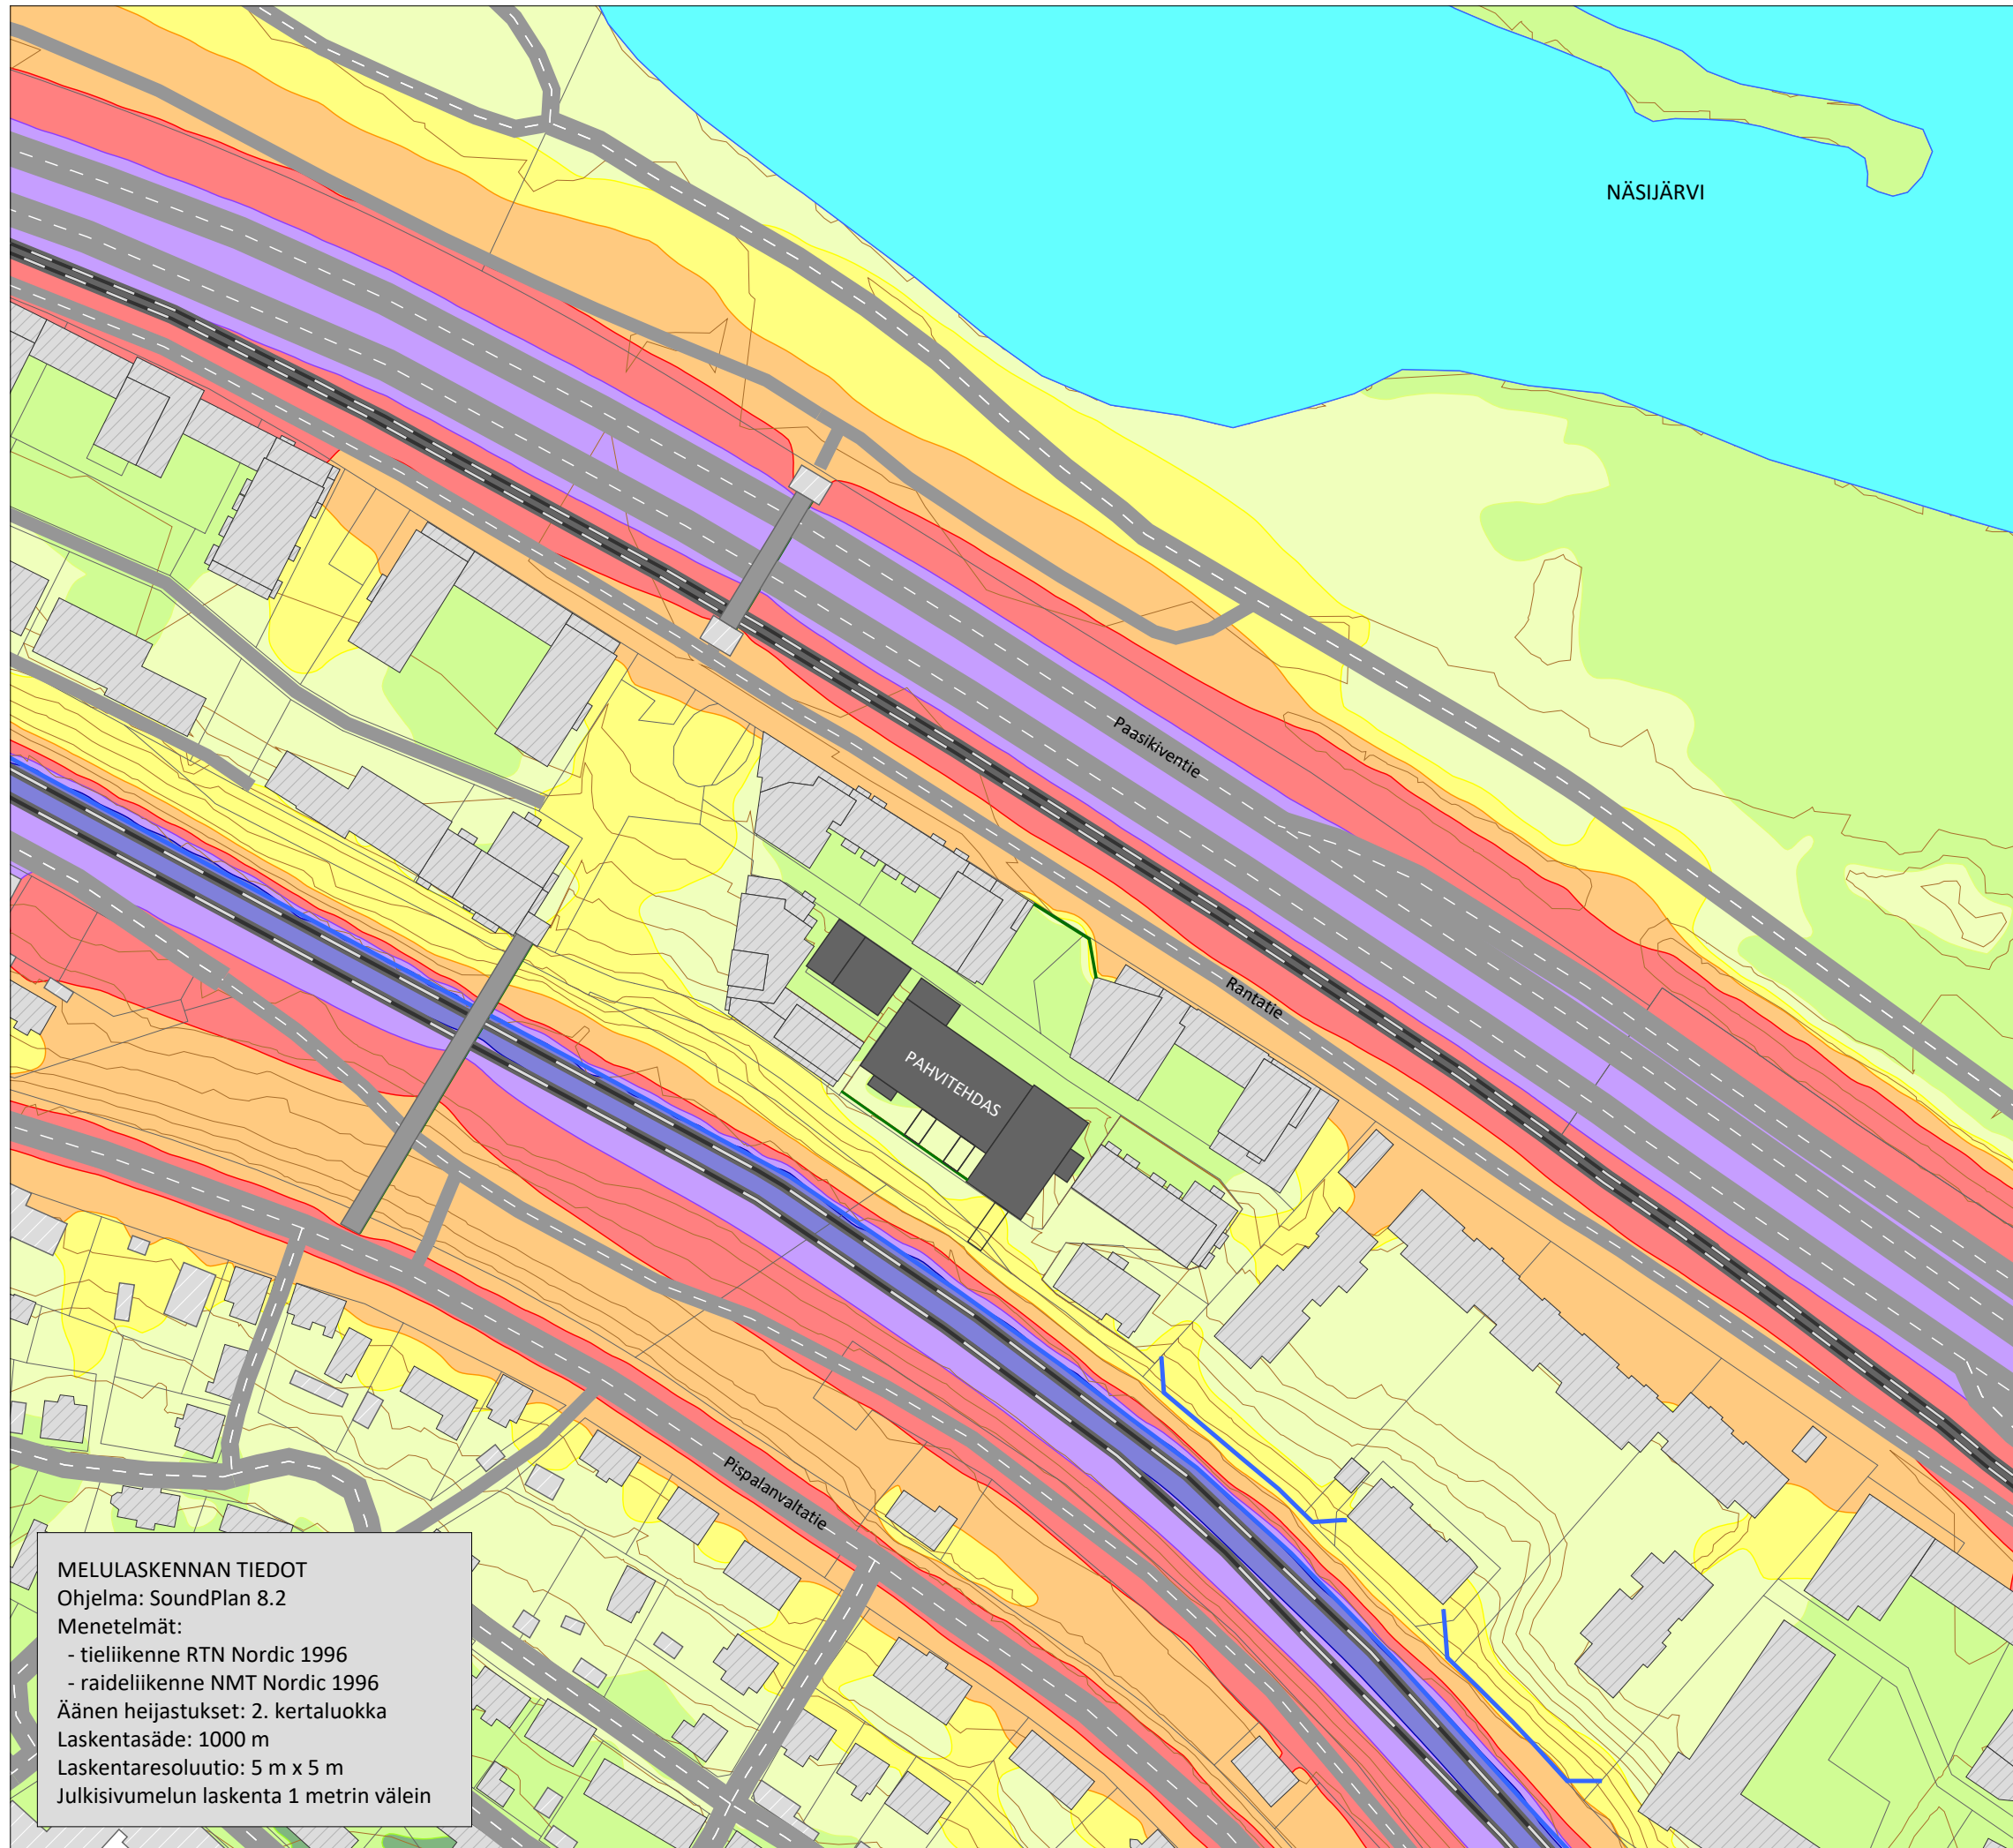 NÄSIJÄRVI
Paasikiventie
Rantatie
PAHVITEHDAS
Pispalanvaltatie
MELULASKENNAN TIEDOT
Ohjelma: SoundPlan 8.2
Menetelmät:
- tieliikenne RTN Nordic 1996
- raideliikenne NMT Nordic 1996
Äänen heijastukset: 2. kertaluokka
Laskentasäde: 1000 m
Laskentaresoluutio: 5 m x 5 m
Julkisivumelun laskenta 1 metrin välein